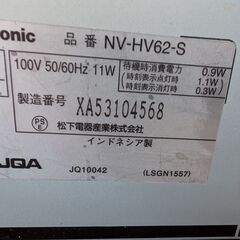 onic 品 番 NV-HV62-S
100V 50/60Hz 11W 待機時消費電力 0.9W
(時刻表示点灯時) 1.1W
(時刻表示消灯時) 0.3W
製造番号 XA53104568
PS E 松下電器産業株式会社
インドネシア製
JQA JQ10042 (LSGN1557)